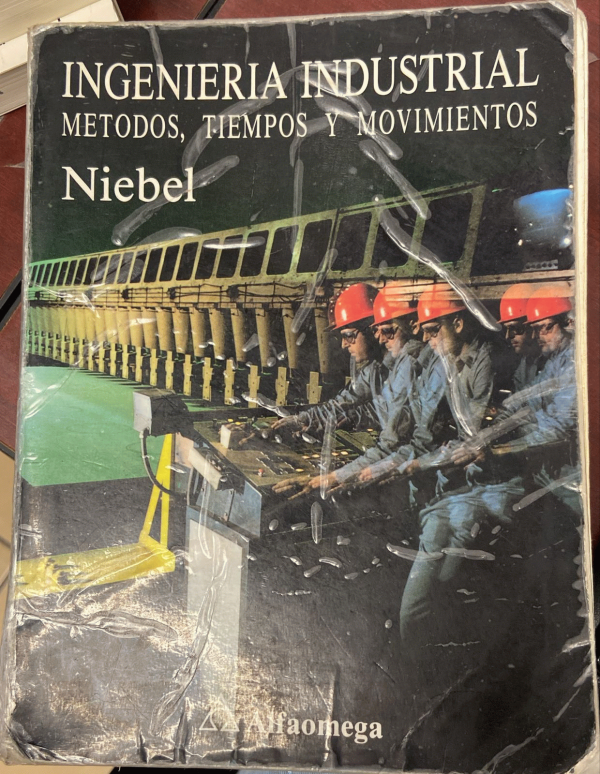 INGENIERIA INDUSTRIAL
METODOS, TIEMPOS Y MOVIMIENTOS
Niebel
Alfaomega